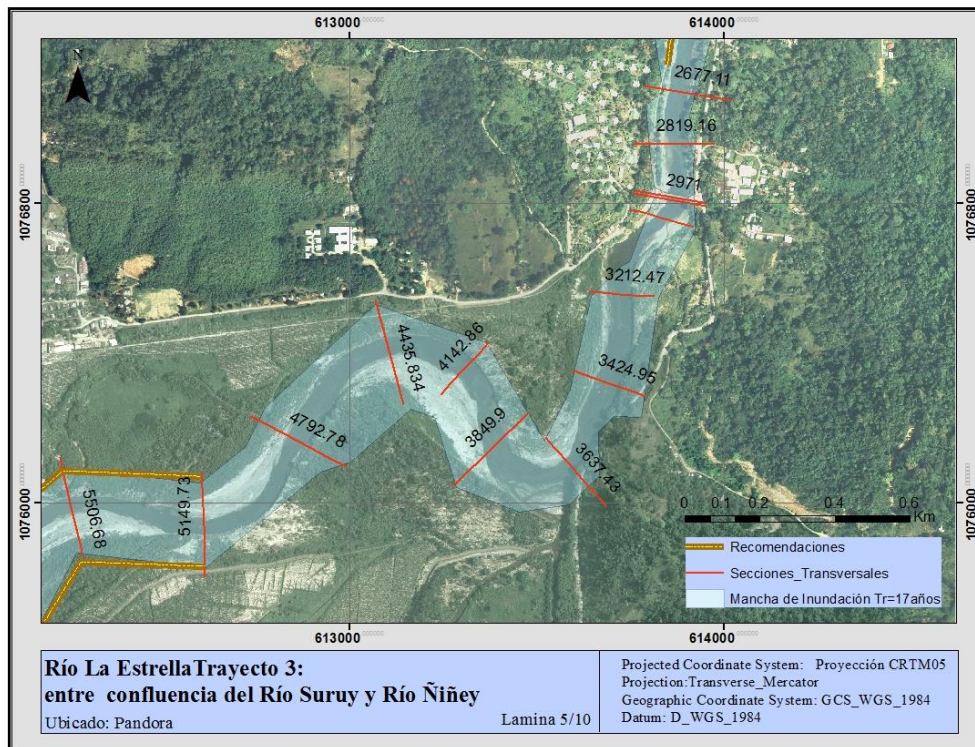 613000
614000
N
2677.11
2819.16
2971
1076800
1076800
3212.47
4142.86
4435.834
3424.95
4792.78
3849.9
3637.43
5149.73
5506.68
1076000
1076000
0 0.1 0.2 0.4 0.6
Km
Recomendaciones
Secciones_Transversales
Mancha de Inundación Tr=17años
613000
614000
Río La EstrellaTrayecto 3:
entre confluencia del Río Suruy y Río Ñiñey
Ubicado: Pandora
Lamina 5/10
Projected Coordinate System: Proyección CRTM05
Projection:Transverse_Mercator
Geographic Coordinate System: GCS_WGS_1984
Datum: D_WGS_1984